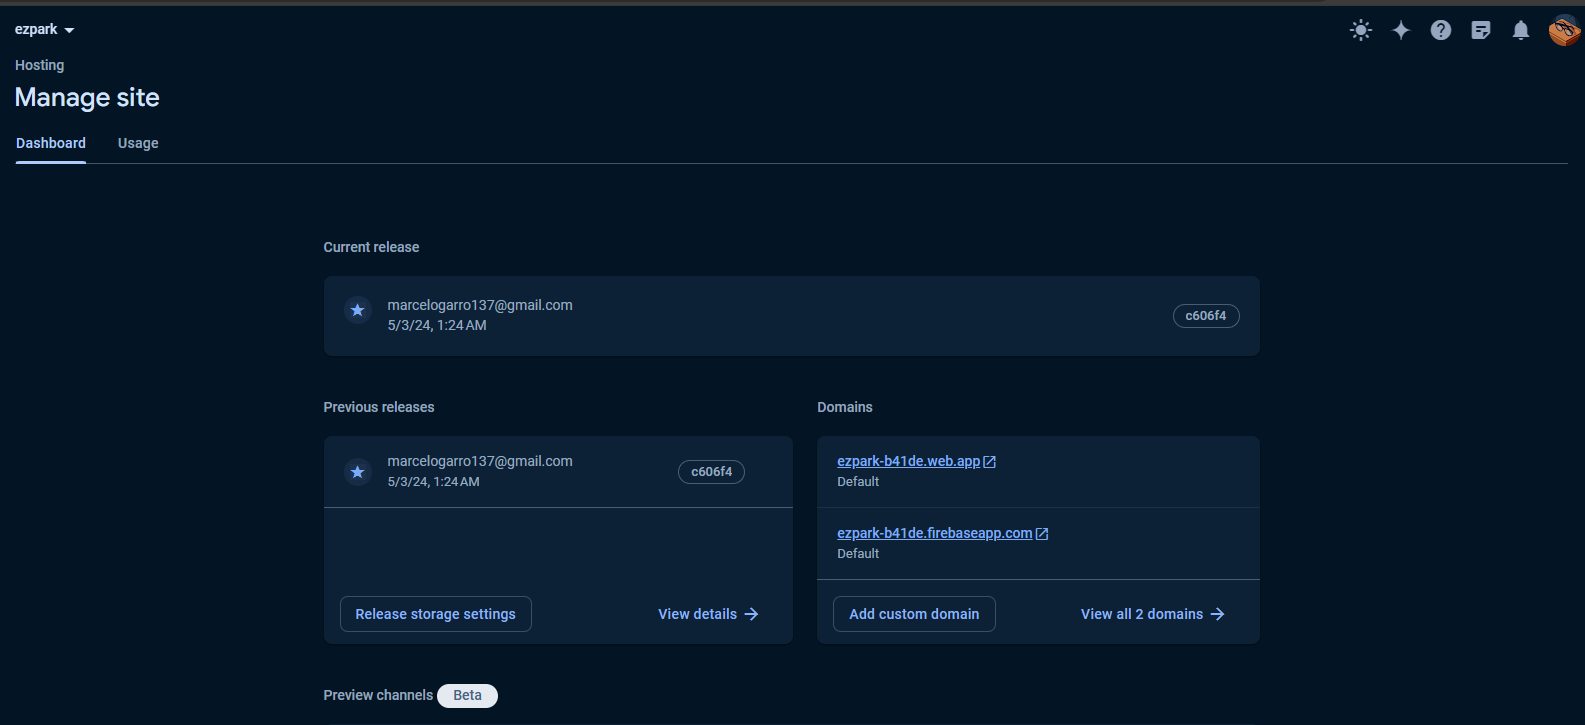 ezpark
Hosting
Manage site
Dashboard
Usage
Current release
marcelogarro137@gmail.com
5/3/24, 1:24 AM
c606f4
Previous releases
marcelogarro137@gmail.com
5/3/24, 1:24 AM
c606f4
Release storage settings
View details
Domains
ezpark-b41de.web.app
Default
ezpark-b41de.firebaseapp.com
Default
Add custom domain
View all 2 domains
Preview channels
Beta